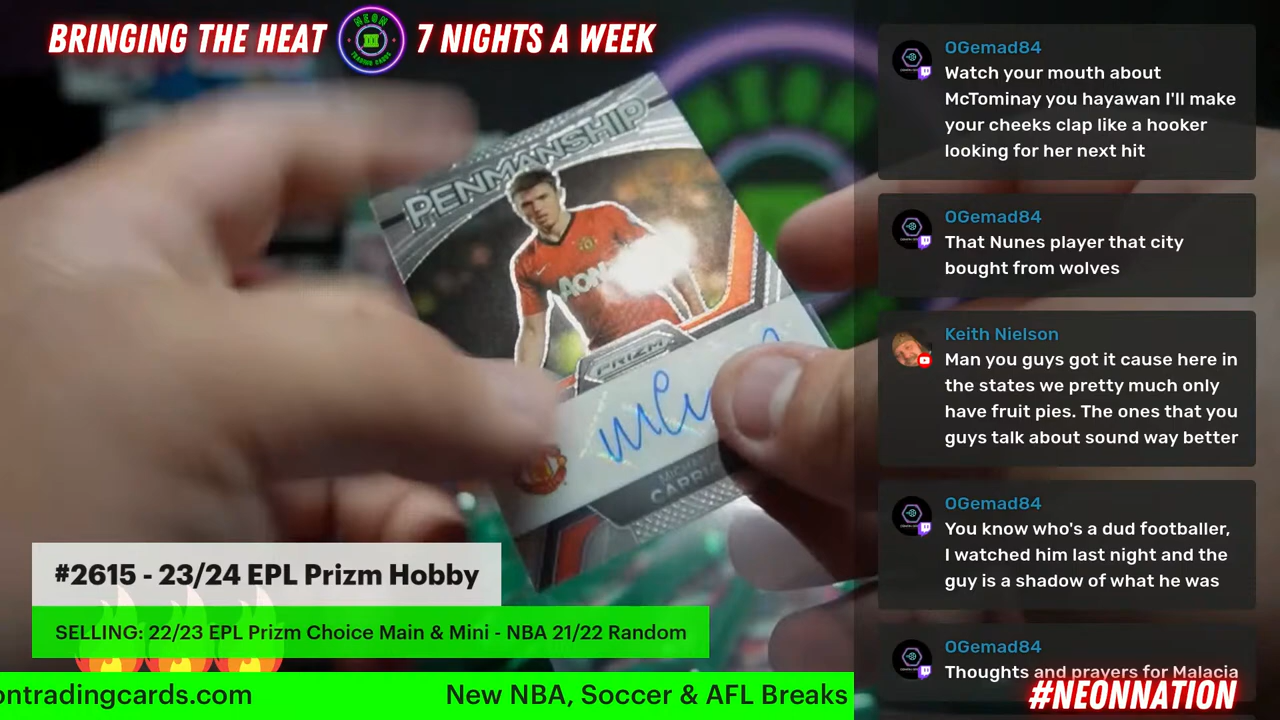 BRINGING THE HEAT
NEON
TRADING CARDS
7 NIGHTS A WEEK
PENMANSHIP
AON
PRIZM
#2615 - 23/24 EPL Prizm Hobby
SELLING: 22/23 EPL Prizm Choice Main & Mini - NBA 21/22 Random
ontradingcards.com
New NBA, Soccer & AFL Breaks
OGemad84
Watch your mouth about
McTominay you hayawan I'll make
your cheeks clap like a hooker
looking for her next hit
OGemad84
That Nunes player that city
bought from wolves
Keith Nielson
Man you guys got it cause here in
the states we pretty much only
have fruit pies. The ones that you
guys talk about sound way better
OGemad84
You know who's a dud footballer,
I watched him last night and the
guy is a shadow of what he was
OGemad84
Thoughts and prayers for Malacia
#NEONNATION